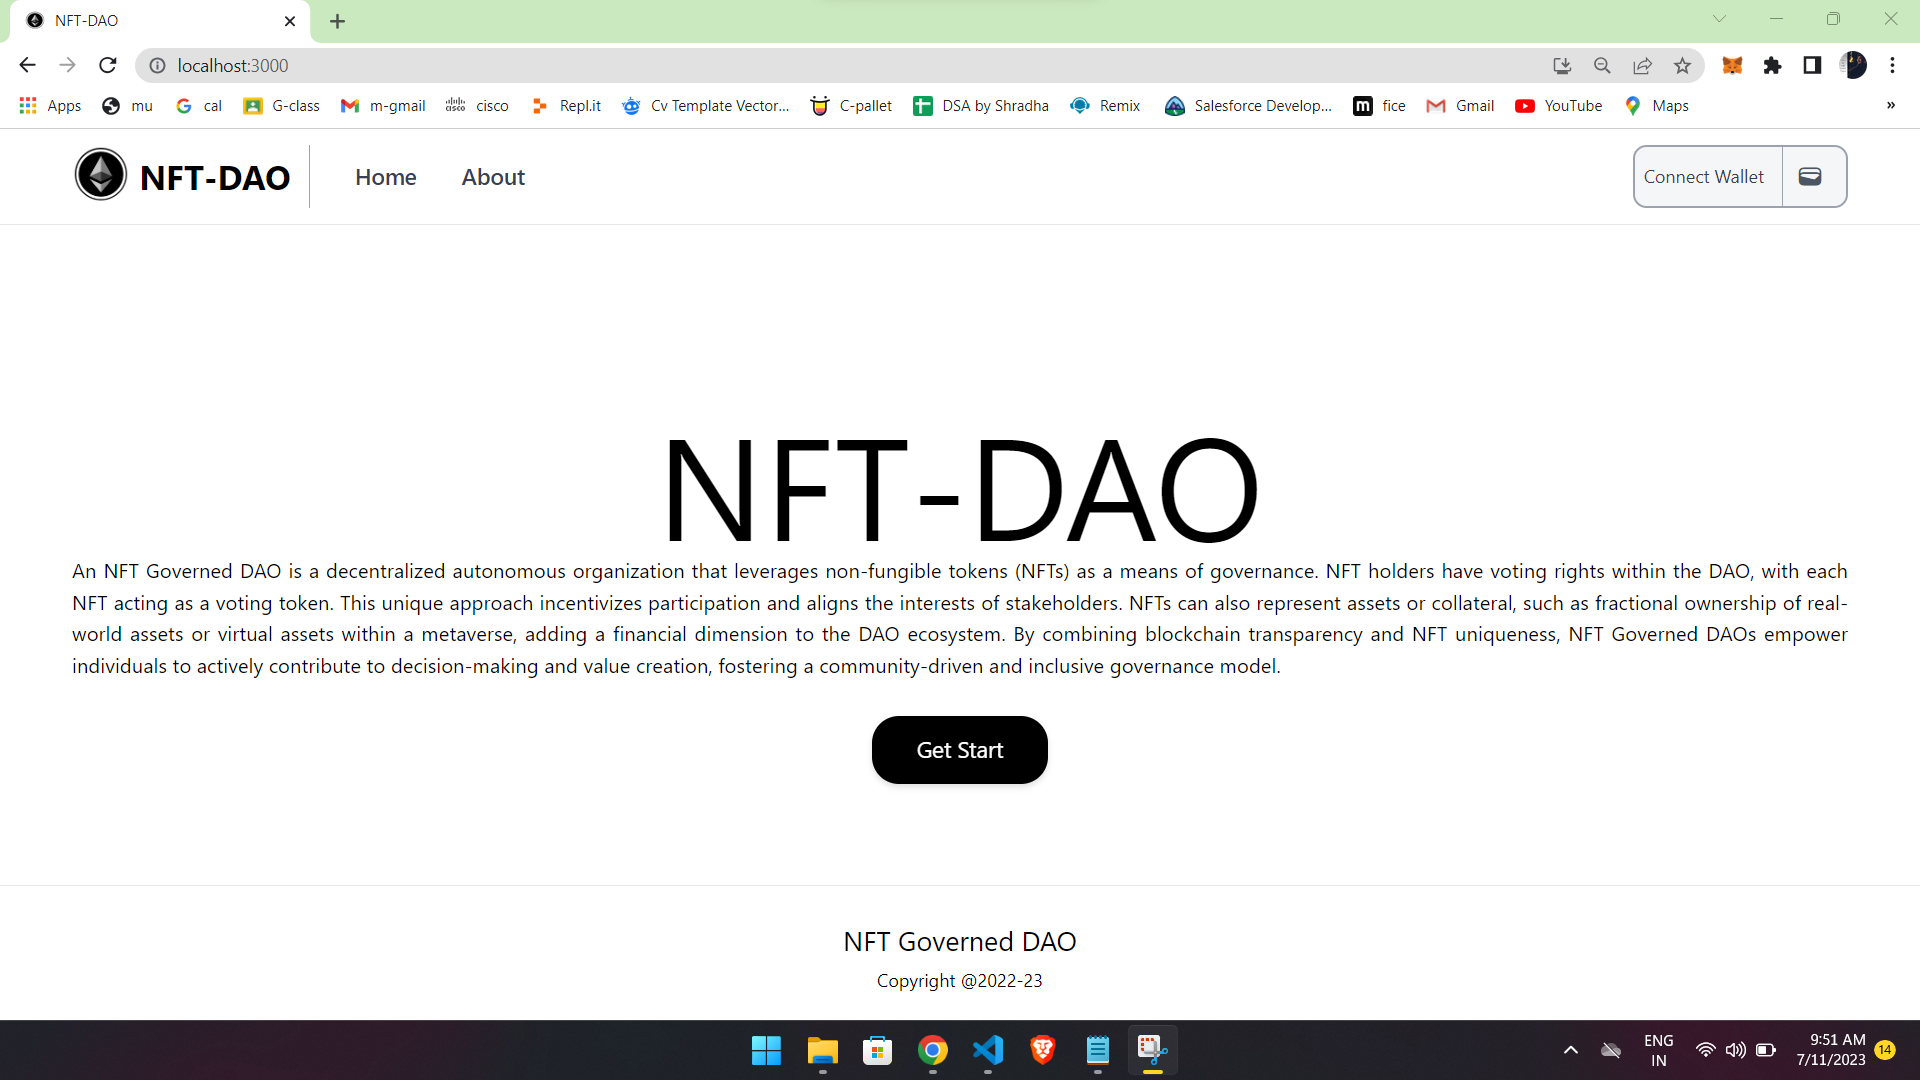 NFT-DAO
localhost:3000
Apps mu cal G-class m-gmail cisco Repl.it Cv Template Vector... C-pallet DSA by Shradha Remix Salesforce Develop... fice Gmail YouTube Maps »
NFT-DAO Home About Connect Wallet
NFT-DAO
An NFT Governed DAO is a decentralized autonomous organization that leverages non-fungible tokens (NFTs) as a means of governance. NFT holders have voting rights within the DAO, with each
NFT acting as a voting token. This unique approach incentivizes participation and aligns the interests of stakeholders. NFTs can also represent assets or collateral, such as fractional ownership of real-
world assets or virtual assets within a metaverse, adding a financial dimension to the DAO ecosystem. By combining blockchain transparency and NFT uniqueness, NFT Governed DAOs empower
individuals to actively contribute to decision-making and value creation, fostering a community-driven and inclusive governance model.
Get Start
NFT Governed DAO
Copyright @2022-23
ENG
IN
9:51 AM
7/11/2023
14